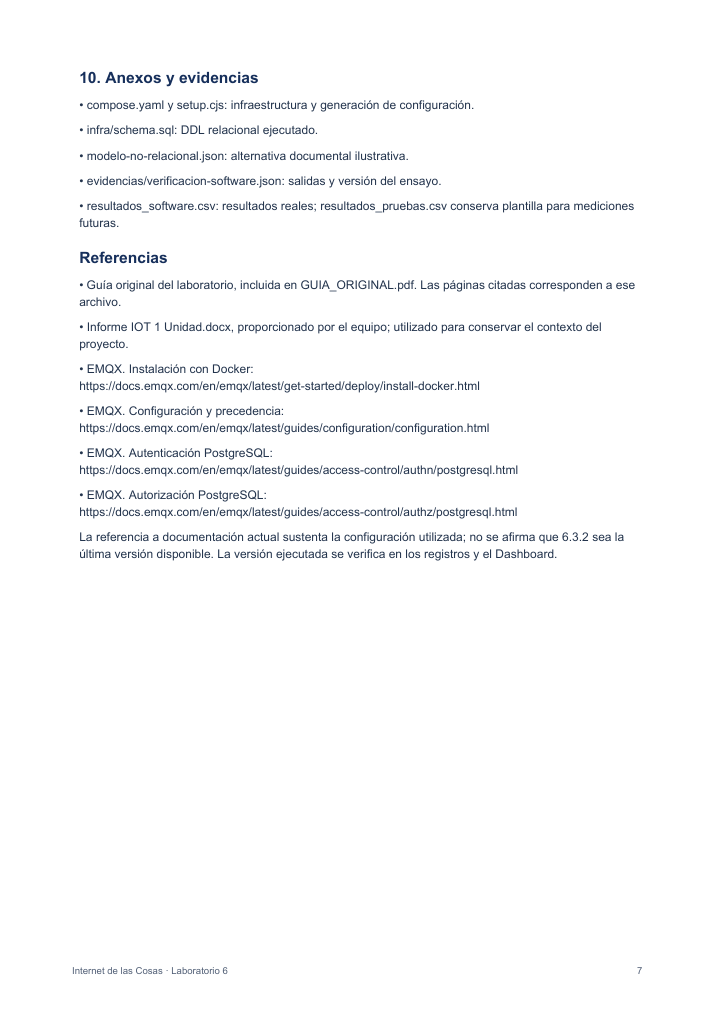 10. Anexos y evidencias
• compose.yaml y setup.cjs: infraestructura y generación de configuración.
• infra/schema.sql: DDL relacional ejecutado.
• modelo-no-relacional.json: alternativa documental ilustrativa.
• evidencias/verificacion-software.json: salidas y versión del ensayo.
• resultados_software.csv: resultados reales; resultados_pruebas.csv conserva plantilla para mediciones
futuras.
Referencias
• Guía original del laboratorio, incluida en GUIA_ORIGINAL.pdf. Las páginas citadas corresponden a ese
archivo.
• Informe IOT 1 Unidad.docx, proporcionado por el equipo; utilizado para conservar el contexto del
proyecto.
• EMQX. Instalación con Docker:
https://docs.emqx.com/en/emqx/latest/get-started/deploy/install-docker.html
• EMQX. Configuración y precedencia:
https://docs.emqx.com/en/emqx/latest/guides/configuration/configuration.html
• EMQX. Autenticación PostgreSQL:
https://docs.emqx.com/en/emqx/latest/guides/access-control/authn/postgresql.html
• EMQX. Autorización PostgreSQL:
https://docs.emqx.com/en/emqx/latest/guides/access-control/authz/postgresql.html
La referencia a documentación actual sustenta la configuración utilizada; no se afirma que 6.3.2 sea la
última versión disponible. La versión ejecutada se verifica en los registros y el Dashboard.
Internet de las Cosas · Laboratorio 6
7